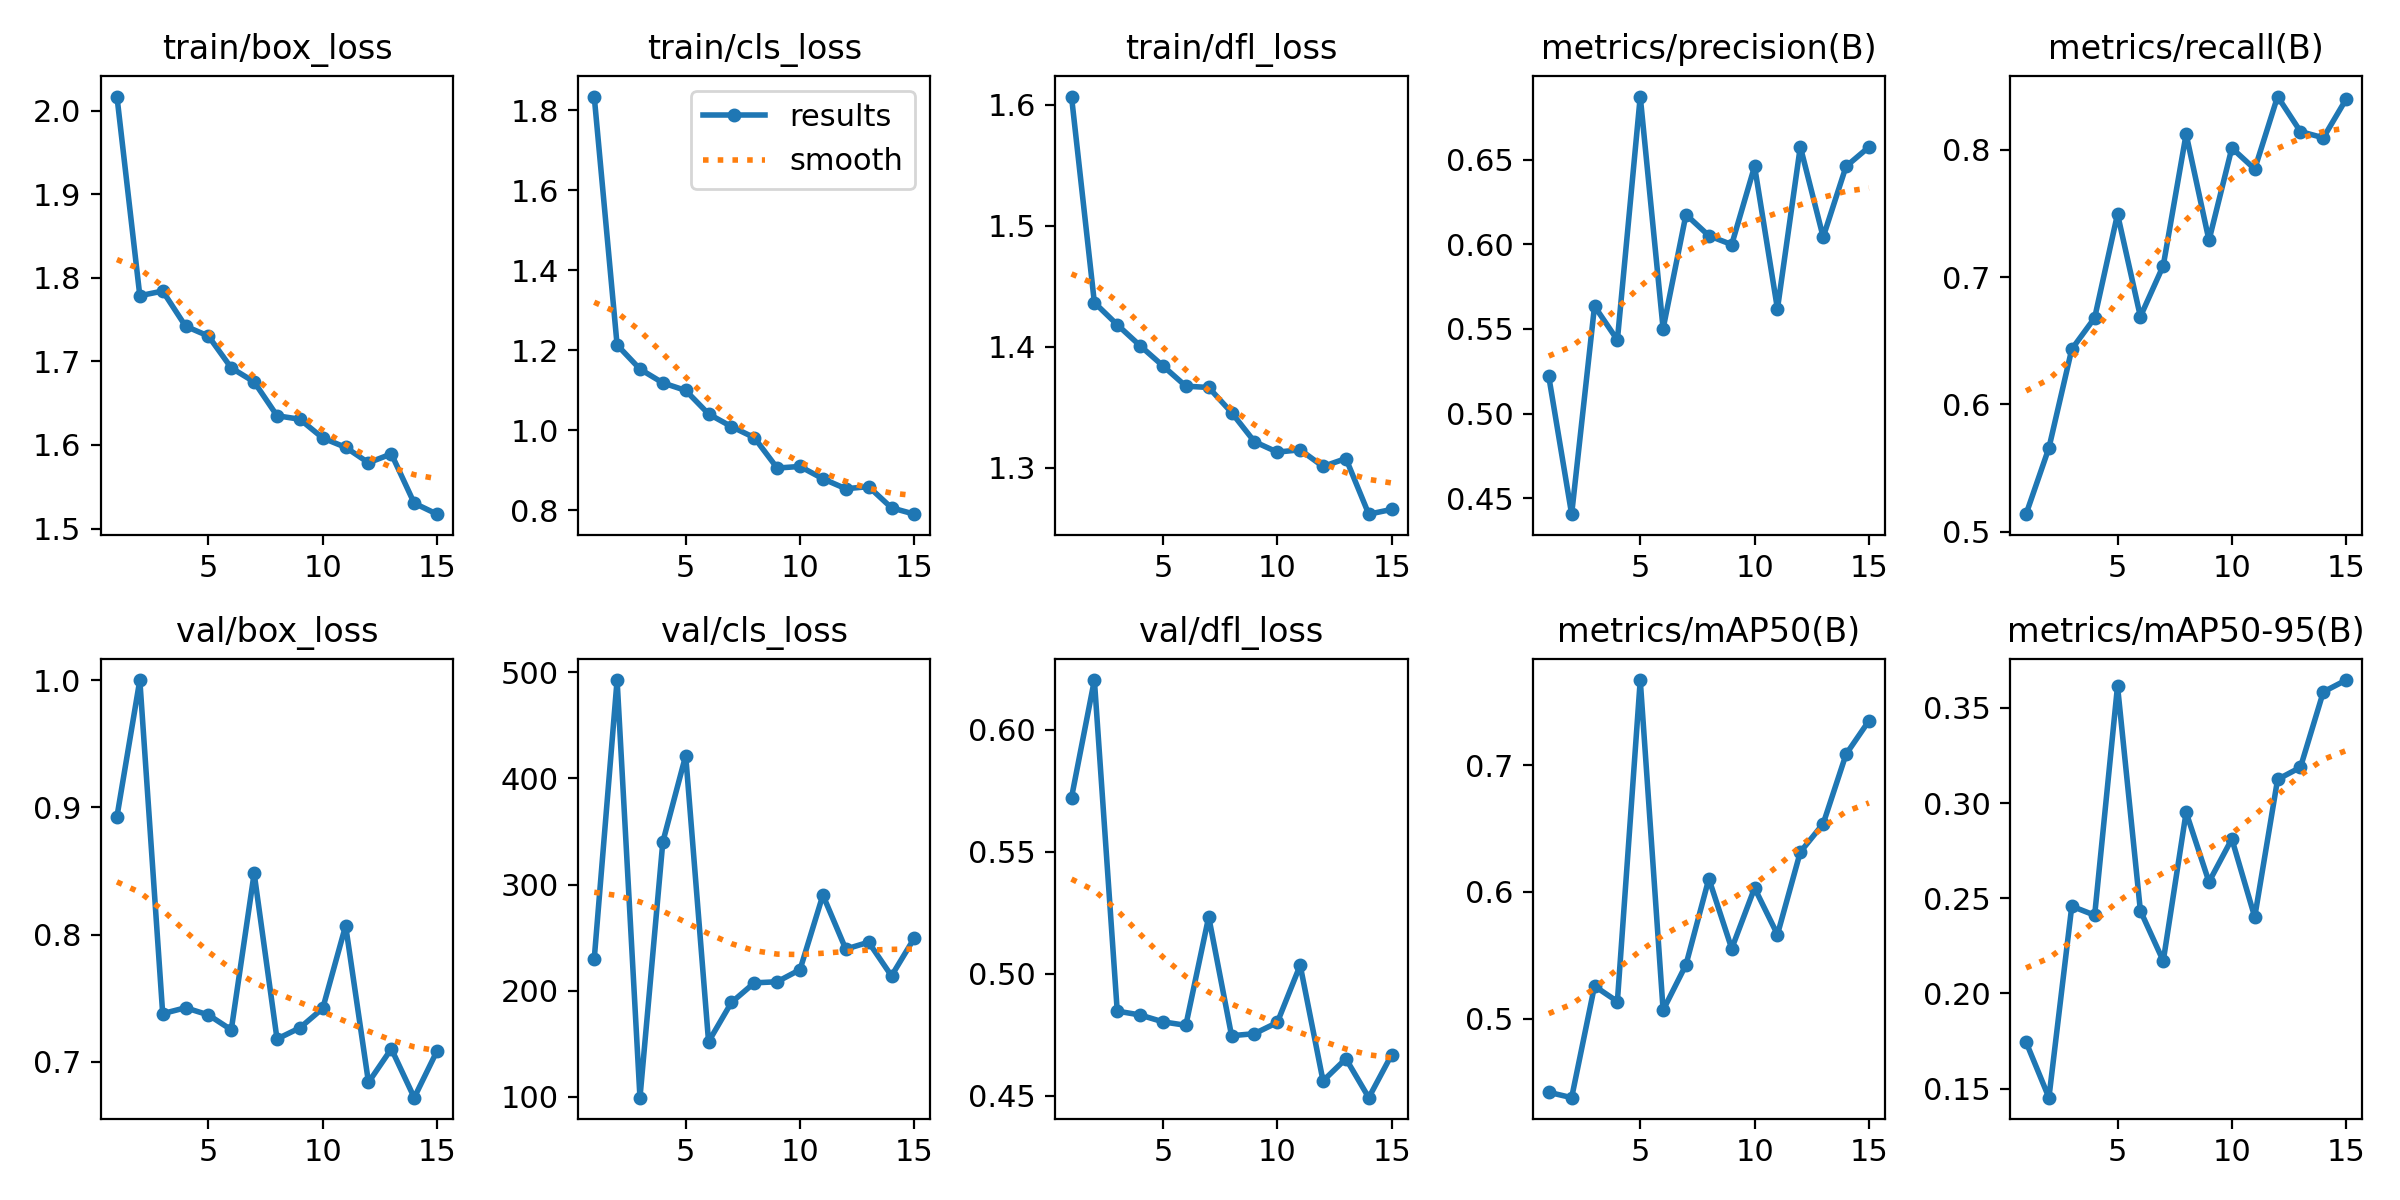 train/box_loss
2.0
1.9
1.8
1.7
1.6
1.5
5 10 15
train/cls_loss
results
smooth
1.8
1.6
1.4
1.2
1.0
0.8
5 10 15
train/dfl_loss
1.6
1.5
1.4
1.3
5 10 15
metrics/precision(B)
0.65
0.60
0.55
0.50
0.45
5 10 15
metrics/recall(B)
0.8
0.7
0.6
0.5
5 10 15
val/box_loss
1.0
0.9
0.8
0.7
5 10 15
val/cls_loss
500
400
300
200
100
5 10 15
val/dfl_loss
0.60
0.55
0.50
0.45
5 10 15
metrics/mAP50(B)
0.7
0.6
0.5
5 10 15
metrics/mAP50-95(B)
0.35
0.30
0.25
0.20
0.15
5 10 15